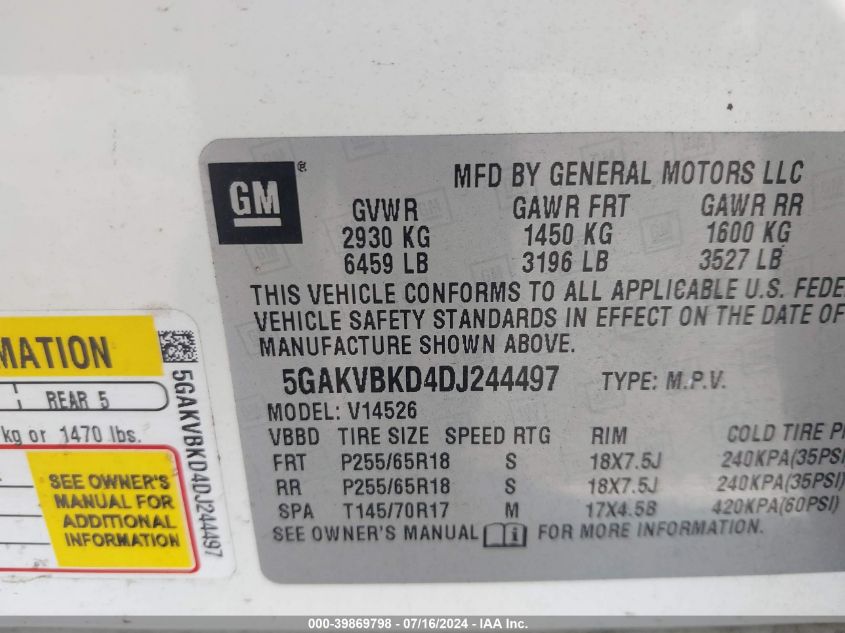 GM®
MFD BY GENERAL MOTORS LLC
GVWR GAWR FRT GAWR RR
2930 KG 1450 KG 1600 KG
6459 LB 3196 LB 3527 LB
THIS VEHICLE CONFORMS TO ALL APPLICABLE U.S. FEDE
VEHICLE SAFETY STANDARDS IN EFFECT ON THE DATE OF
MANUFACTURE SHOWN ABOVE.
5GAKVBKD4DJ244497 TYPE: M.P.V.
MODEL: V14526
VBBD TIRE SIZE SPEED RTG RIM COLD TIRE P
FRT P255/65R18 S 18X7.5J 240KPA(35PSI
RR P255/65R18 S 18X7.5J 240KPA(35PSI)
SPA T145/70R17 M 17X4.5B 420KPA(60PSI)
SEE OWNER'S MANUAL FOR MORE INFORMATION.
MATION
REAR 5
kg or 1470 lbs.
SEE OWNER'S
MANUAL FOR
ADDITIONAL
INFORMATION
5GAKVBKD4DJ244497
000-39869798 - 07/16/2024 - IAA Inc.